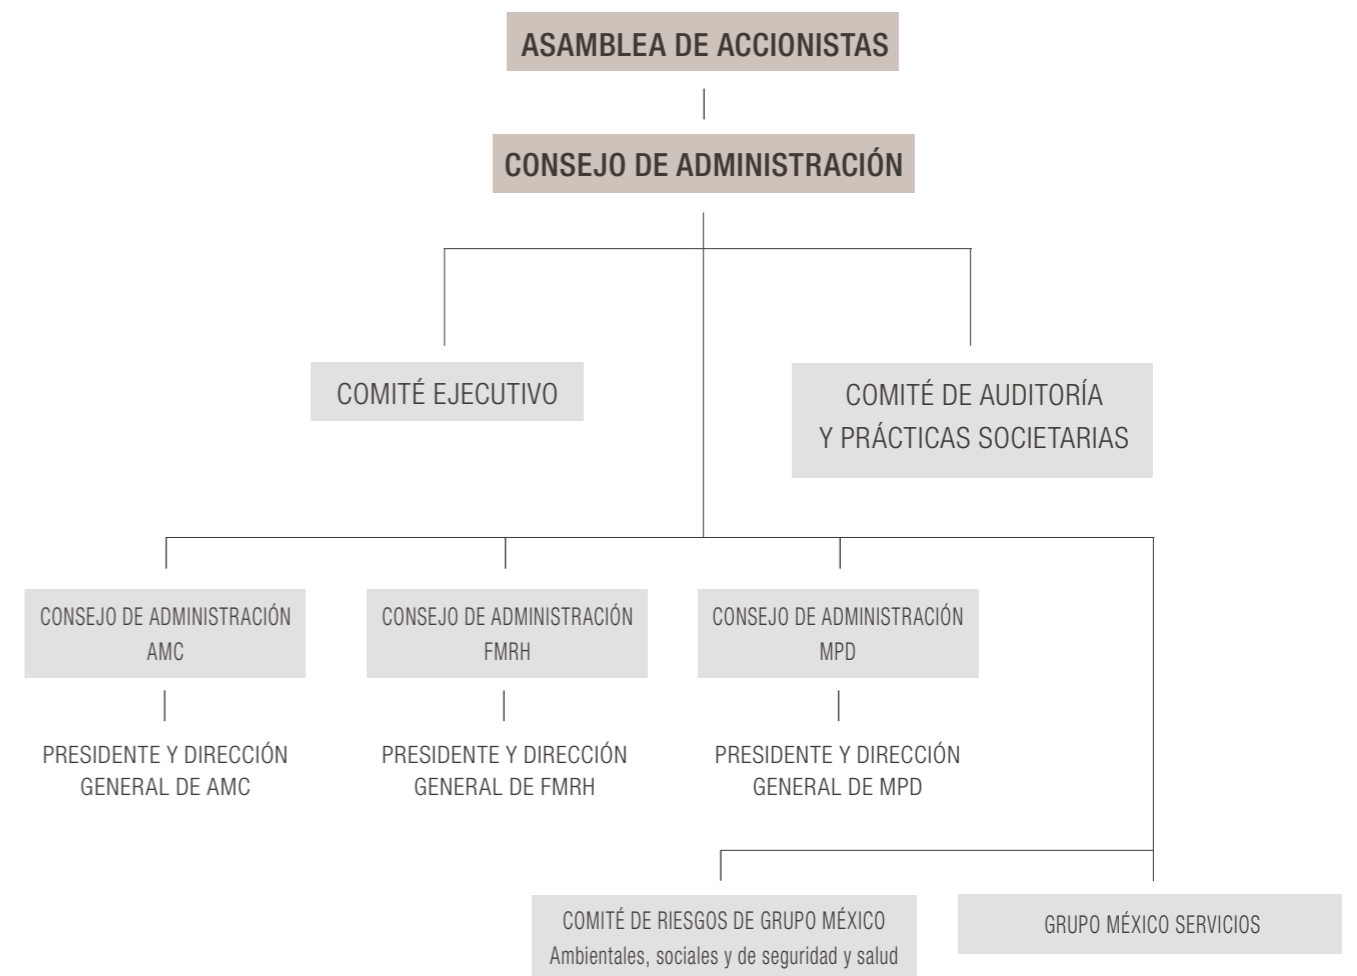 ASAMBLEA DE ACCIONISTAS
CONSEJO DE ADMINISTRACIÓN
COMITÉ EJECUTIVO
COMITÉ DE AUDITORÍA
Y PRÁCTICAS SOCIETARIAS
CONSEJO DE ADMINISTRACIÓN
AMC
CONSEJO DE ADMINISTRACIÓN
FMRH
CONSEJO DE ADMINISTRACIÓN
MPD
PRESIDENTE Y DIRECCIÓN
GENERAL DE AMC
PRESIDENTE Y DIRECCIÓN
GENERAL DE FMRH
PRESIDENTE Y DIRECCIÓN
GENERAL DE MPD
COMITÉ DE RIESGOS DE GRUPO MÉXICO
Ambientales, sociales y de seguridad y salud
GRUPO MÉXICO SERVICIOS